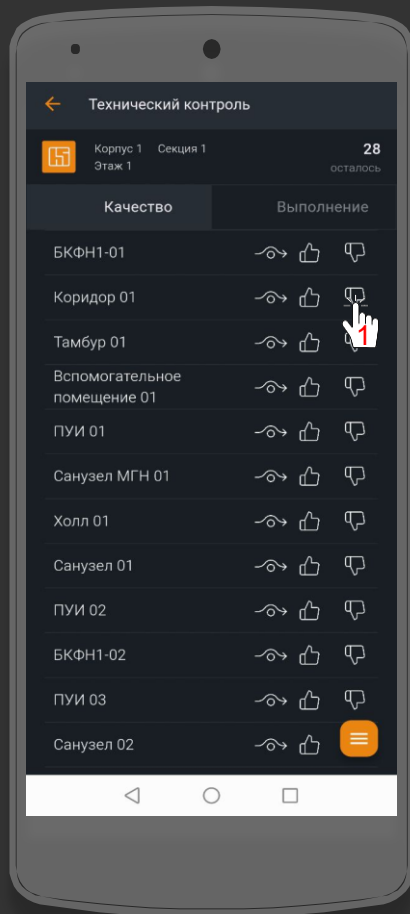 Технический контроль
Корпус 1 Секция 1
28
Этаж 1
осталось
Качество
Выполнение
БКФН1-01
Коридор 01
1
Тамбур 01
Вспомогательное
помещение 01
ПУИ 01
Санузел МГН 01
Холл 01
Санузел 01
ПУИ 02
БКФН1-02
ПУИ 03
Санузел 02